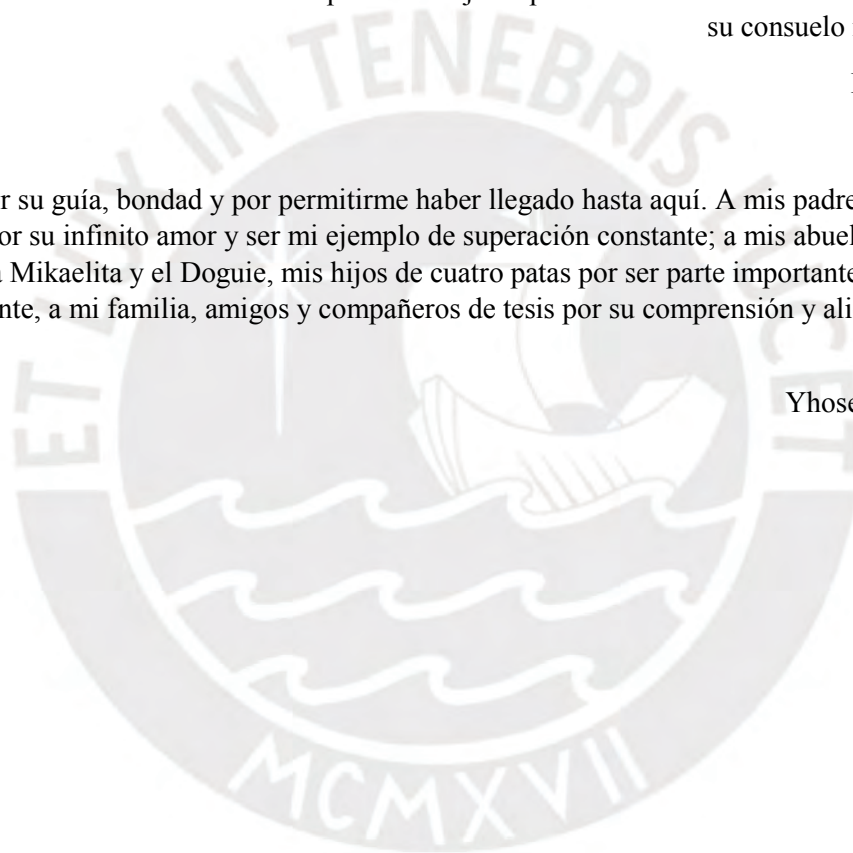 su consuelo
r su guía, bondad y por permitirme haber llegado hasta aquí. A mis padre
or su infinito amor y ser mi ejemplo de superación constante; a mis abuel
Mikaelita y el Doguie, mis hijos de cuatro patas por ser parte importante
nte, a mi familia, amigos y compañeros de tesis por su comprensión y ali
Yhose
ET LUX IN TENEBRIS LUCET
MCMXVII